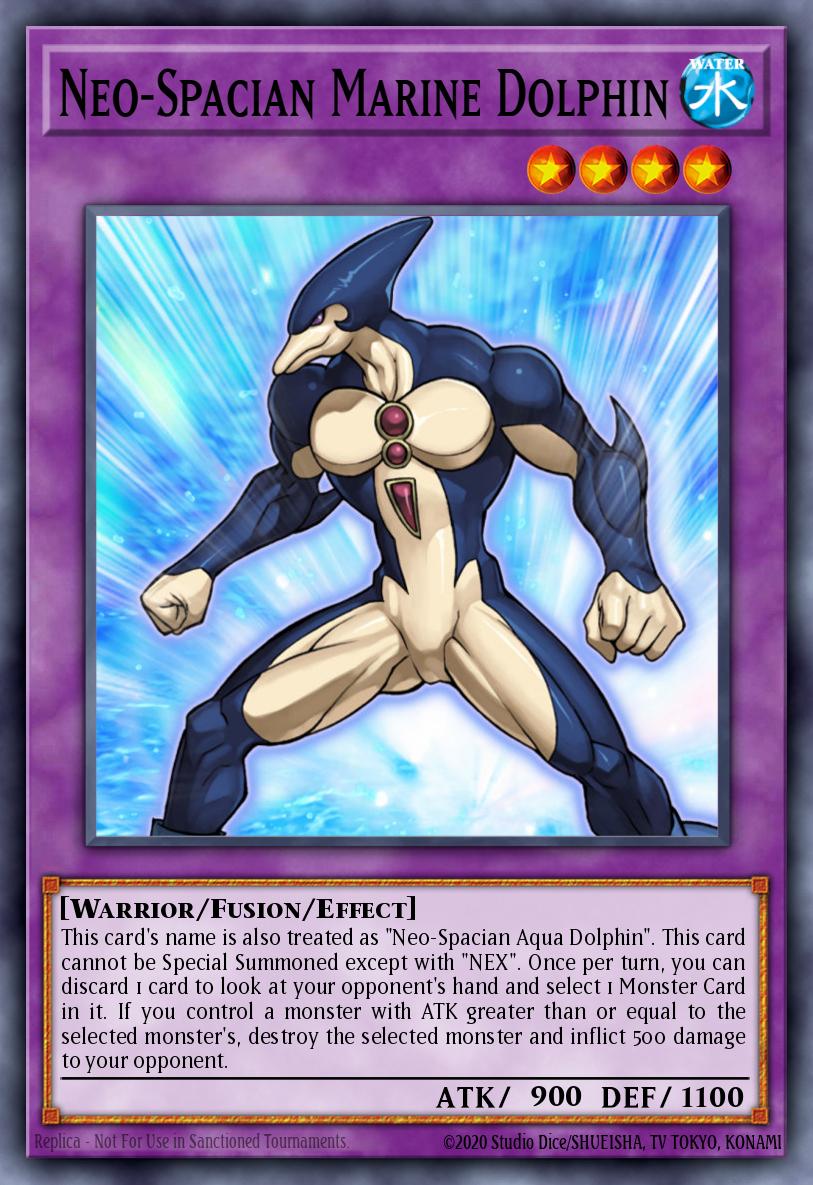 Neo-Spacian Marine Dolphin
WATER
水
[Warrior/Fusion/Effect]
This card's name is also treated as "Neo-Spacian Aqua Dolphin". This card
cannot be Special Summoned except with "NEX". Once per turn, you can
discard 1 card to look at your opponent's hand and select 1 Monster Card
in it. If you control a monster with ATK greater than or equal to the
selected monster's, destroy the selected monster and inflict 500 damage
to your opponent.
ATK/ 900 DEF/ 1100
Replica - Not For Use in Sanctioned Tournaments.
©2020 Studio Dice/SHUEISHA, TV TOKYO, KONAMI